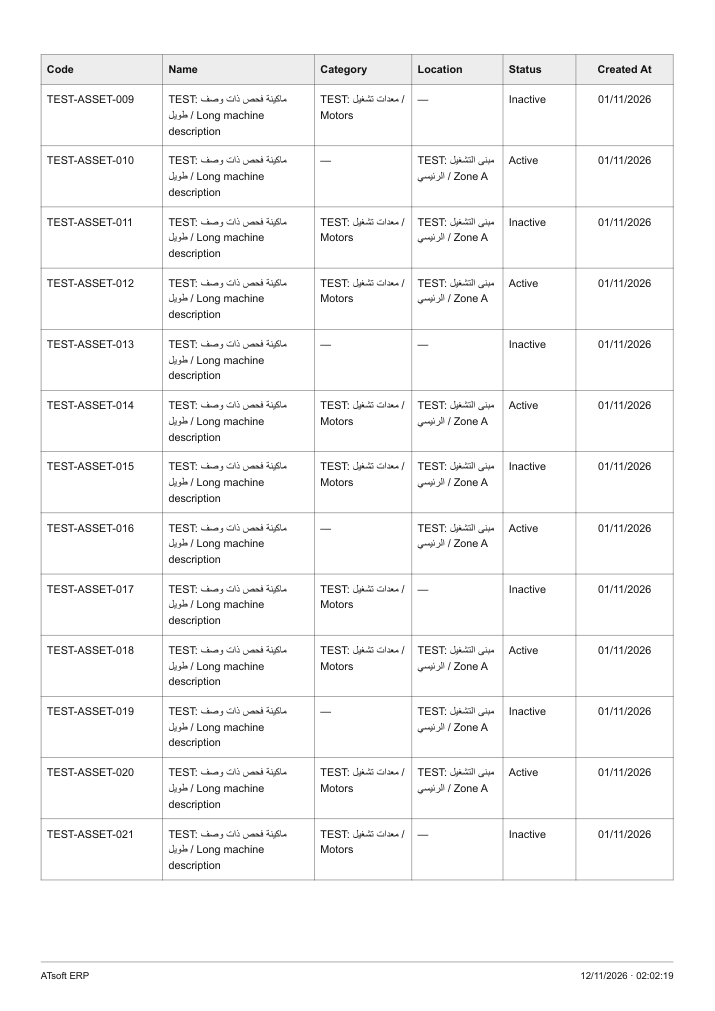 Code Name Category Location Status Created At
TEST-ASSET-009 TEST: ماكينة فحص ذات وصف TEST: معدات تشغيل / — Inactive 01/11/2026
طويل / Long machine Motors
description
TEST-ASSET-010 TEST: ماكينة فحص ذات وصف — TEST: مبنى التشغيل Active 01/11/2026
طويل / Long machine الرئيسي / Zone A
description
TEST-ASSET-011 TEST: ماكينة فحص ذات وصف TEST: معدات تشغيل / TEST: مبنى التشغيل Inactive 01/11/2026
طويل / Long machine Motors الرئيسي / Zone A
description
TEST-ASSET-012 TEST: ماكينة فحص ذات وصف TEST: معدات تشغيل / TEST: مبنى التشغيل Active 01/11/2026
طويل / Long machine Motors الرئيسي / Zone A
description
TEST-ASSET-013 TEST: ماكينة فحص ذات وصف — — Inactive 01/11/2026
طويل / Long machine
description
TEST-ASSET-014 TEST: ماكينة فحص ذات وصف TEST: معدات تشغيل / TEST: مبنى التشغيل Active 01/11/2026
طويل / Long machine Motors الرئيسي / Zone A
description
TEST-ASSET-015 TEST: ماكينة فحص ذات وصف TEST: معدات تشغيل / TEST: مبنى التشغيل Inactive 01/11/2026
طويل / Long machine Motors الرئيسي / Zone A
description
TEST-ASSET-016 TEST: ماكينة فحص ذات وصف — TEST: مبنى التشغيل Active 01/11/2026
طويل / Long machine الرئيسي / Zone A
description
TEST-ASSET-017 TEST: ماكينة فحص ذات وصف TEST: معدات تشغيل / — Inactive 01/11/2026
طويل / Long machine Motors
description
TEST-ASSET-018 TEST: ماكينة فحص ذات وصف TEST: معدات تشغيل / TEST: مبنى التشغيل Active 01/11/2026
طويل / Long machine Motors الرئيسي / Zone A
description
TEST-ASSET-019 TEST: ماكينة فحص ذات وصف — TEST: مبنى التشغيل Inactive 01/11/2026
طويل / Long machine الرئيسي / Zone A
description
TEST-ASSET-020 TEST: ماكينة فحص ذات وصف TEST: معدات تشغيل / TEST: مبنى التشغيل Active 01/11/2026
طويل / Long machine Motors الرئيسي / Zone A
description
TEST-ASSET-021 TEST: ماكينة فحص ذات وصف TEST: معدات تشغيل / — Inactive 01/11/2026
طويل / Long machine Motors
description
ATsoft ERP 12/11/2026 · 02:02:19